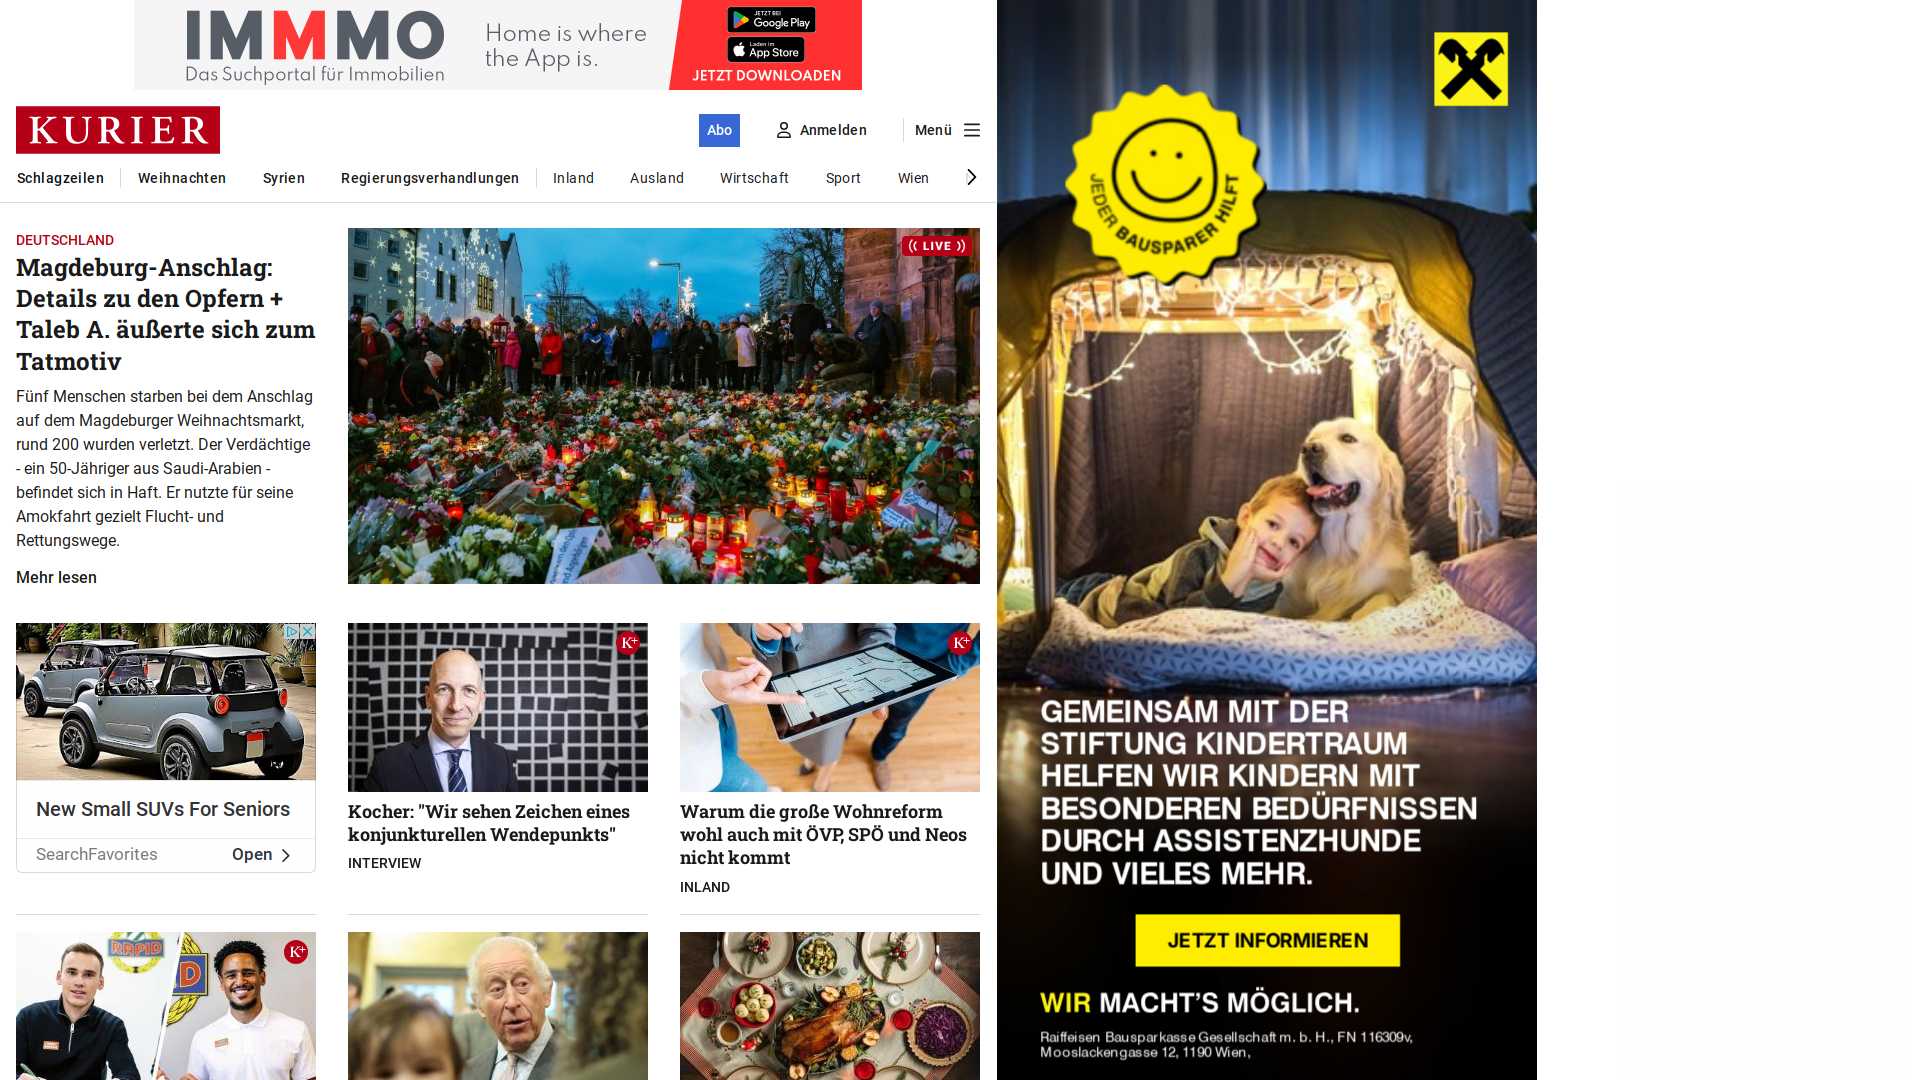 IMMMO
Das Suchportal für Immobilien
Home is where
the App is.
JETZT BEI
Google Play
Laden im
App Store
JETZT DOWNLOADEN
KURIER
Abo
Anmelden
Menü
Schlagzeilen
Weihnachten
Syrien
Regierungsverhandlungen
Inland
Ausland
Wirtschaft
Sport
Wien
DEUTSCHLAND
Magdeburg-Anschlag:
Details zu den Opfern +
Taleb A. äußerte sich zum
Tatmotiv
Fünf Menschen starben bei dem Anschlag
auf dem Magdeburger Weihnachtsmarkt,
rund 200 wurden verletzt. Der Verdächtige
- ein 50-Jähriger aus Saudi-Arabien -
befindet sich in Haft. Er nutzte für seine
Amokfahrt gezielt Flucht- und
Rettungswege.
Mehr lesen
LIVE
New Small SUVs For Seniors
SearchFavorites
Open
K+
Kocher: "Wir sehen Zeichen eines
konjunkturellen Wendepunkts"
INTERVIEW
K+
Warum die große Wohnreform
wohl auch mit ÖVP, SPÖ und Neos
nicht kommt
INLAND
RAPID
K+
JEDER BAUSPARER HILFT
GEMEINSAM MIT DER
STIFTUNG KINDERTRAUM
HELFEN WIR KINDERN MIT
BESONDEREN BEDÜRFNISSEN
DURCH ASSISTENZHUNDE
UND VIELES MEHR.
JETZT INFORMIEREN
WIR MACHT'S MÖGLICH.
Raiffeisen Bausparkasse Gesellschaft m. b. H., FN 116309v,
Mooslackengasse 12, 1190 Wien,